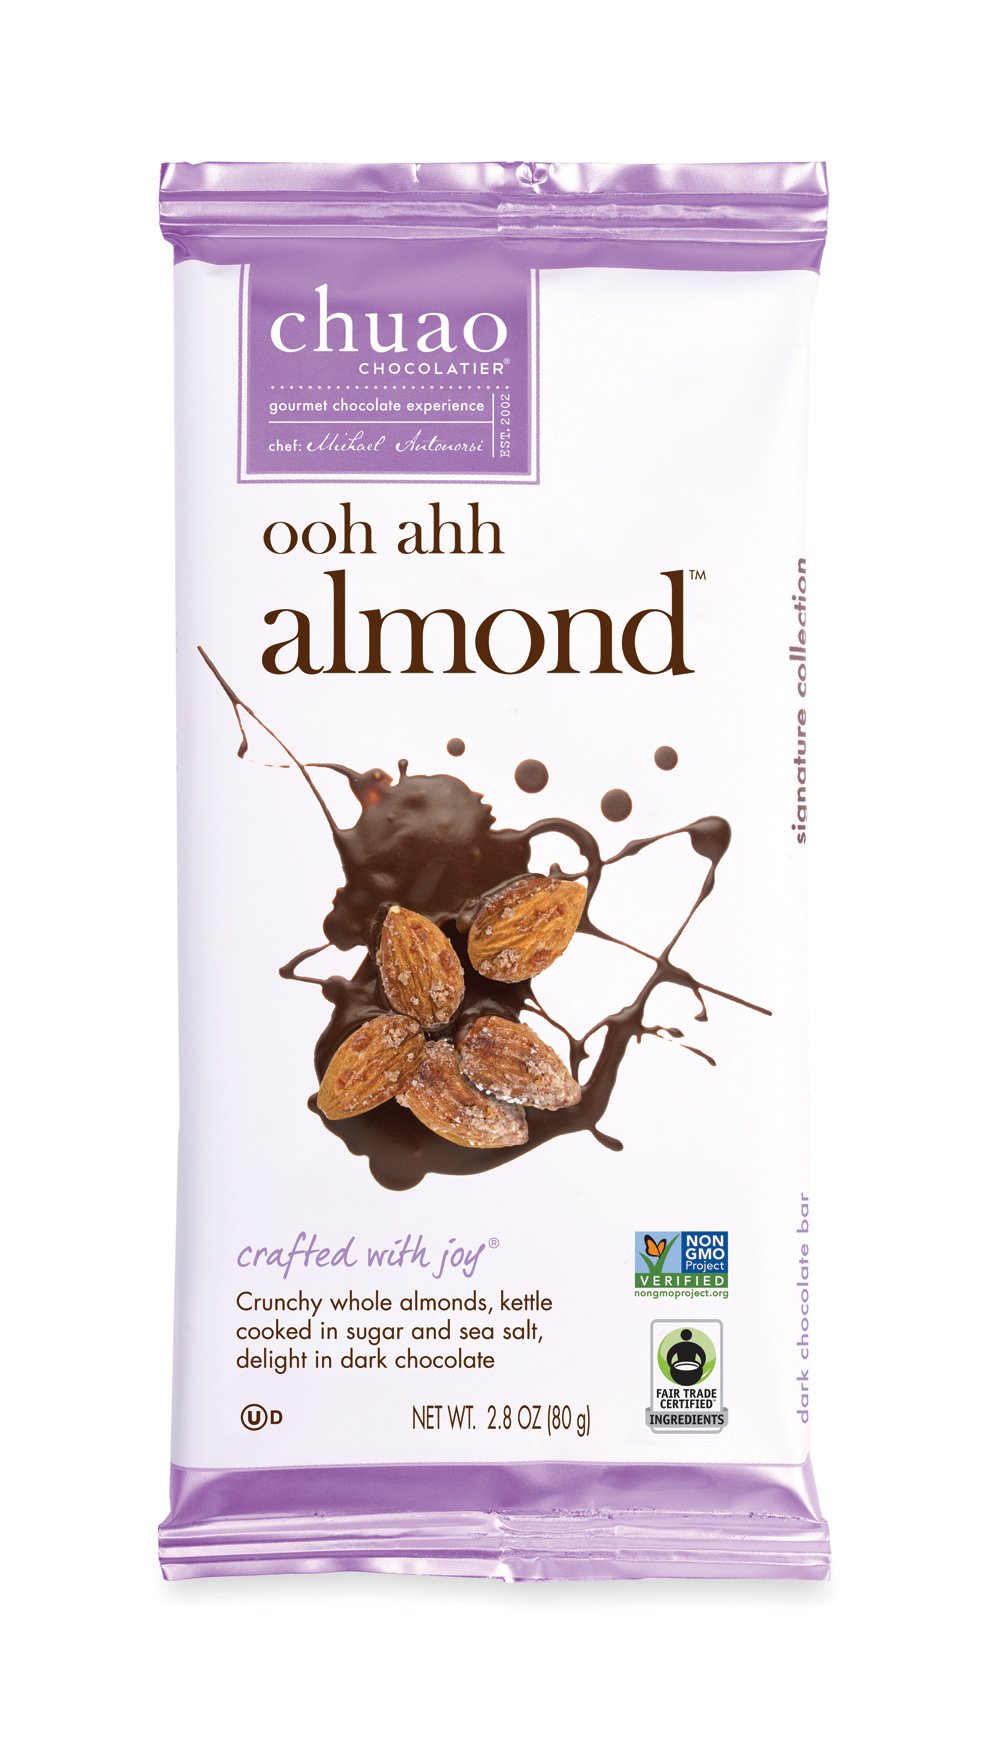 chuao
CHOCOLATIER®
gourmet chocolate experience
chef: Michael Antonorsi
EST. 2002
ooh ahh
almond™
signature collection
crafted with joy®
Crunchy whole almonds, kettle
cooked in sugar and sea salt,
delight in dark chocolate
U D
NET WT. 2.8 OZ (80 g)
NON
GMO
Project
VERIFIED
nongmoproject.org
FAIR TRADE
CERTIFIED™
INGREDIENTS
dark chocolate bar